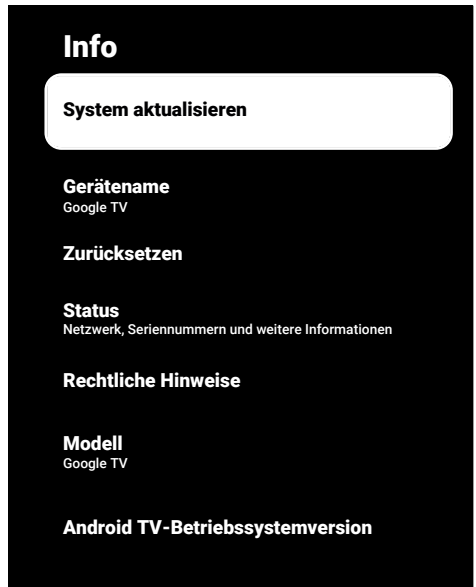 Info
System aktualisieren
Gerätename
Google TV
Zurücksetzen
Status
Netzwerk, Seriennummern und weitere Informationen
Rechtliche Hinweise
Modell
Google TV
Android TV-Betriebssystemversion